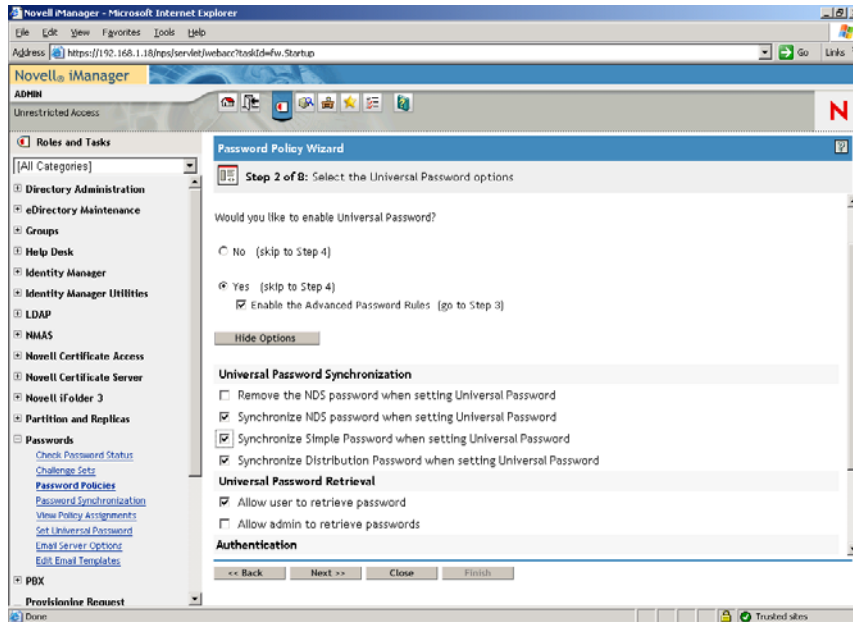 Novell iManager - Microsoft Internet Explorer
File Edit View Favorites Tools Help
Address https://192.168.1.18/nps/servlet/webacc?taskId=fw.Startup Go Links
Novell® iManager
ADMIN
Unrestricted Access
N
Roles and Tasks
[All Categories]
Directory Administration
eDirectory Maintenance
Groups
Help Desk
Identity Manager
Identity Manager Utilities
LDAP
NMAS
Novell Certificate Access
Novell Certificate Server
Novell iFolder 3
Partition and Replicas
Passwords
Check Password Status
Challenge Sets
Password Policies
Password Synchronization
View Policy Assignments
Set Universal Password
Email Server Options
Edit Email Templates
PBX
Provisioning Request
Password Policy Wizard ?
Step 2 of 8: Select the Universal Password options
Would you like to enable Universal Password?
No (skip to Step 4)
Yes (skip to Step 4)
Enable the Advanced Password Rules (go to Step 3)
Hide Options
Universal Password Synchronization
Remove the NDS password when setting Universal Password
Synchronize NDS password when setting Universal Password
Synchronize Simple Password when setting Universal Password
Synchronize Distribution Password when setting Universal Password
Universal Password Retrieval
Allow user to retrieve password
Allow admin to retrieve passwords
Authentication
<< Back Next >> Close Finish
Done Trusted sites